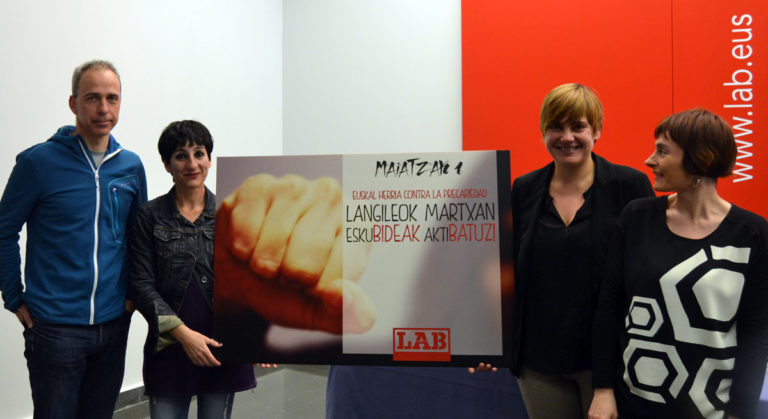 MAIATZAK 1
EUSKAL HERRIA CONTRA LA PRECARIEDAD
LANGILEOK MARTXAN
ESKUBIDEAK AKTIBATUZ!
LAB
www.lab.eus